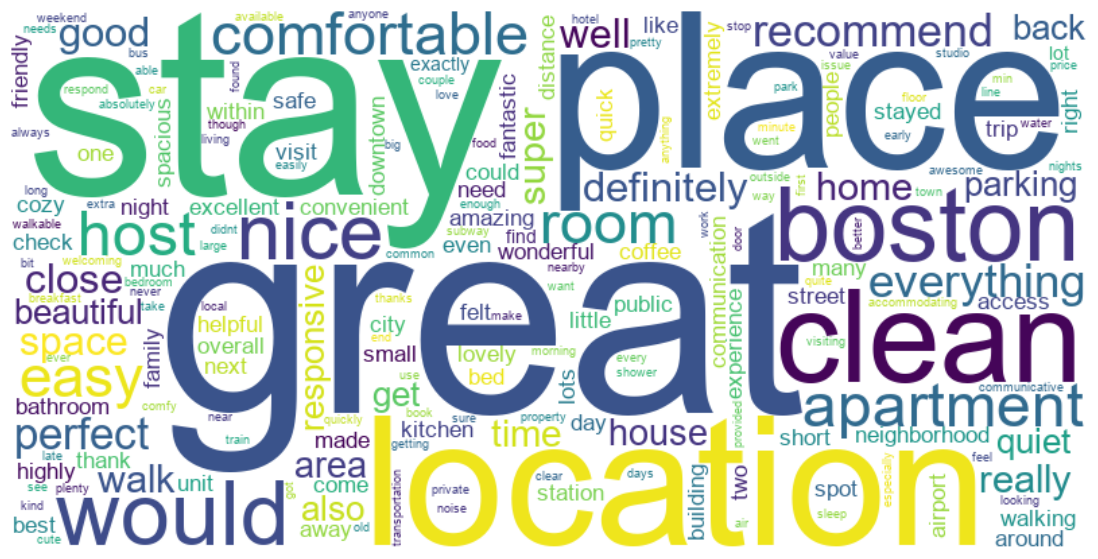 weekend
needs
good
available
comfortable
anyone
hotel
pretty
well
like
stop
recommend
value
studio
back
bus
able
car
found
exactly
couple
love
distance
extremely
park
issue
lot
price
friendly
respond
absolutely
stay
place
min
line
always
spacious
within
safe
though
living
fantastic
quick
people
floor
stayed
right
one
visit
easily
downtown
big
food
super
anything
minute
went
early
trip
water
long
extra
could
definitely
outside
way
first
awesome
nights
cozy
night
excellent
convenient
need
enough
home
town
parking
walkable
check
host
didnt
large
nice
amazing
subway
even
find
room
work
door
boston
better
bit
welcoming
much
common
wonderful
nearby
coffee
communication
many
quite
everything
close
bedroom
never
want
breakfast
take
local
great
thanks
public
street
accommodating
access
beautiful
helpful
responsive
city
felt
make
little
experience
clean
visiting
space
ever
overall
family
end
small
lovely
morning
every
easy
next
use
bed
shower
lots
communicative
bathroom
comfy
near
get
book
sure
property
day
provided
apartment
perfect
late
train
quickly
getting
made
kitchen
time
house
short
neighborhood
quiet
highly
thank
area
location
feel
see
plenty
walk
unit
got
come
transportation
private
noise
clear
station
days
building
two
spot
especially
airport
looking
really
kind
best
cute
would
also
away
old
air
sleep
walking
around